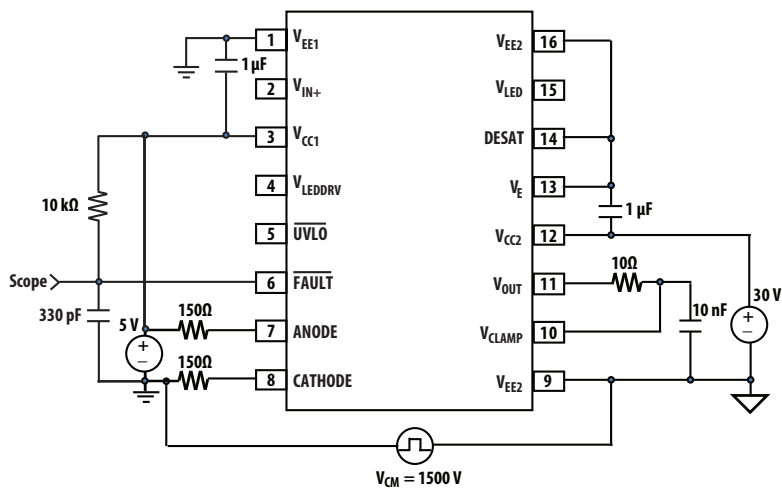 1 V_EE1
2 V_IN+
3 V_CC1
4 V_LEDDRV
5 UVLO
6 FAULT
7 ANODE
8 CATHODE
V_EE2 16
V_LED 15
DESAT 14
V_E 13
V_CC2 12
V_OUT 11
V_CLAMP 10
V_EE2 9
1 µF
10 kΩ
Scope
330 pF
5 V
+
–
150Ω
150Ω
1 µF
10Ω
10 nF
30 V
+
–
V_CM = 1500 V